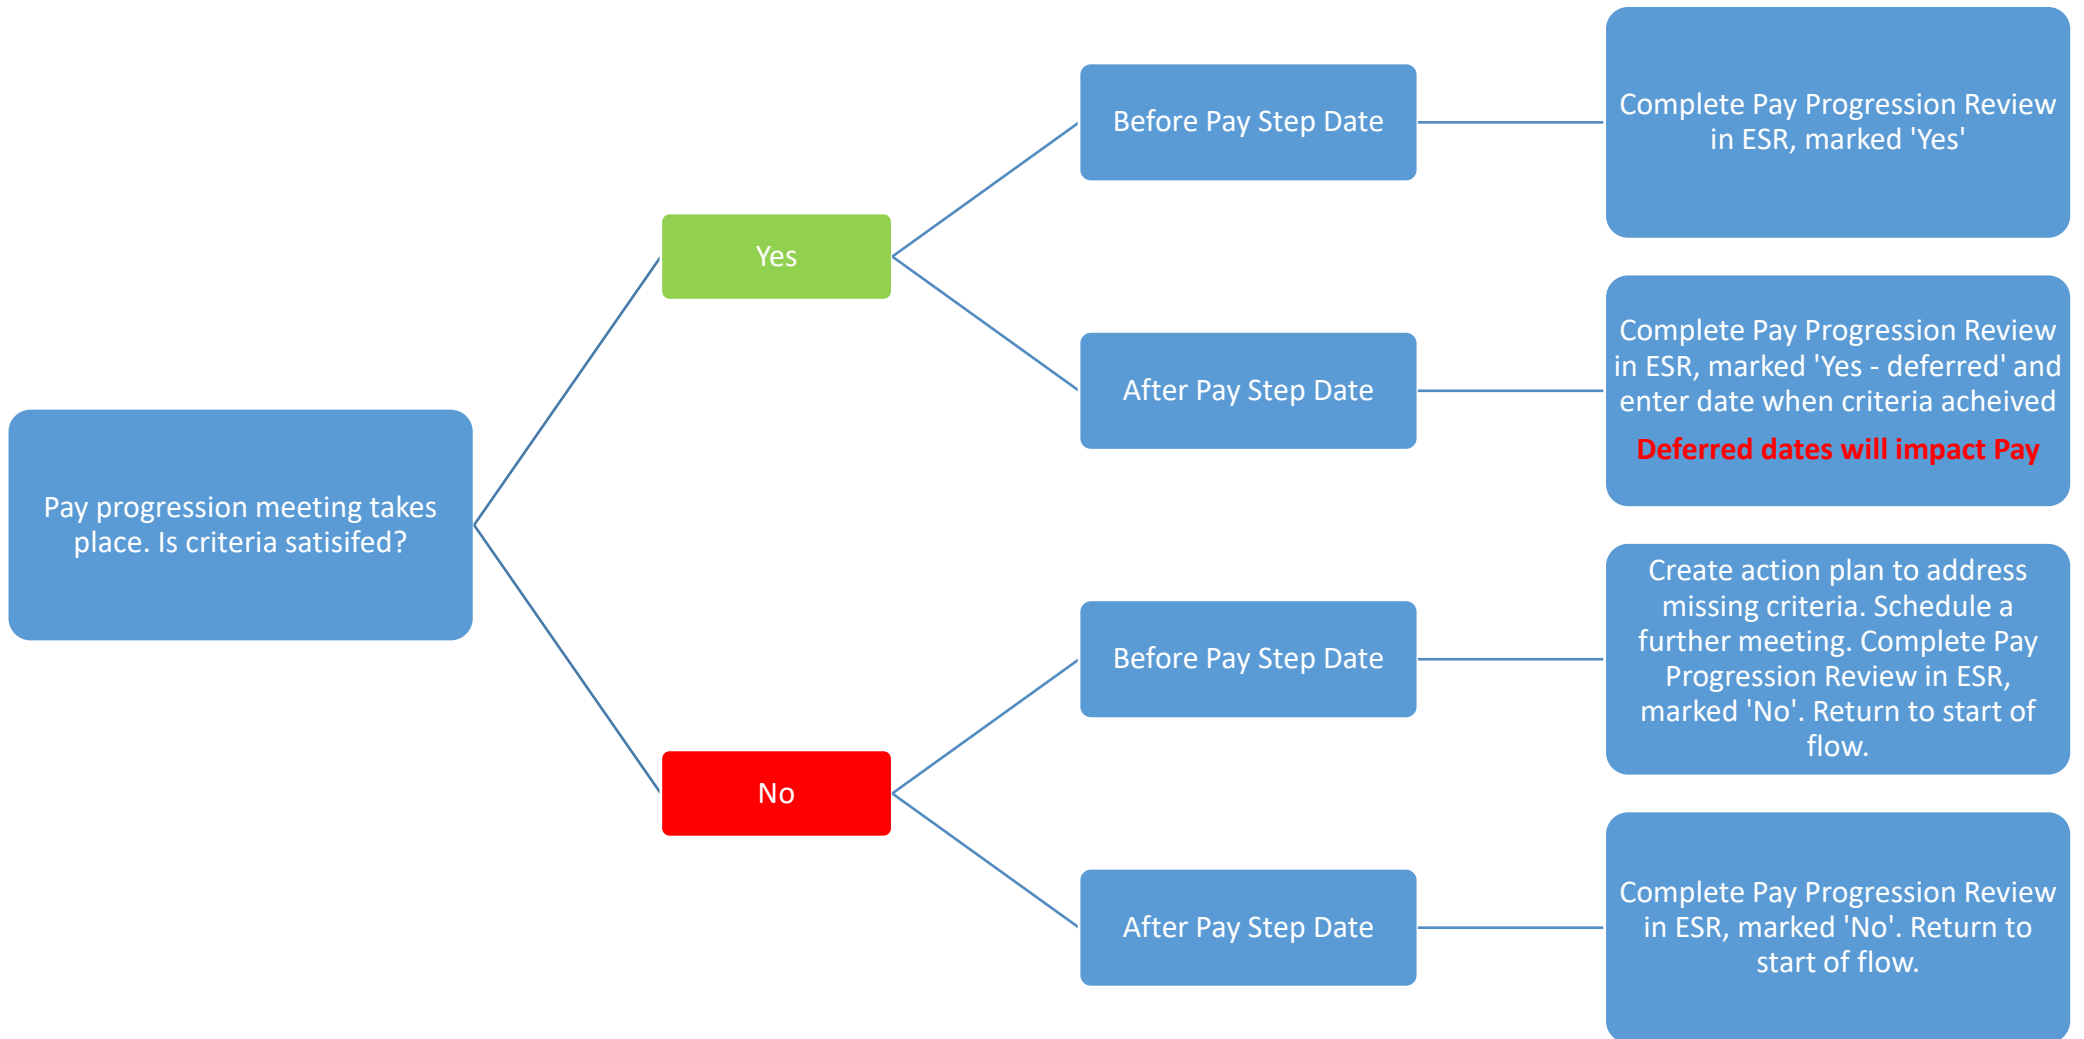 Pay progression meeting takes
place. Is criteria satisifed?
Yes
Before Pay Step Date
Complete Pay Progression Review
in ESR, marked 'Yes'
After Pay Step Date
Complete Pay Progression Review
in ESR, marked 'Yes - deferred' and
enter date when criteria acheived
Deferred dates will impact Pay
No
Before Pay Step Date
Create action plan to address
missing criteria. Schedule a
further meeting. Complete Pay
Progression Review in ESR,
marked 'No'. Return to start of
flow.
After Pay Step Date
Complete Pay Progression Review
in ESR, marked 'No'. Return to
start of flow.